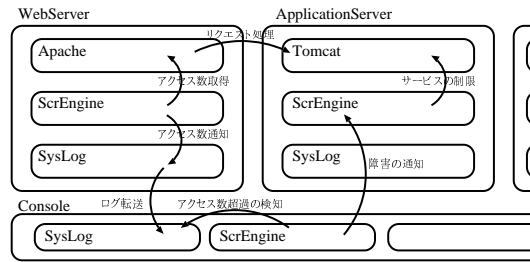 WebServer
ApplicationServer
リクエスト処理
Apache
Tomcat
アクセス数取得
サービスの制限
ScrEngine
ScrEngine
アクセス数通知
SysLog
SysLog
障害の通知
Console
ログ転送
アクセス数超過の検知
SysLog
ScrEngine